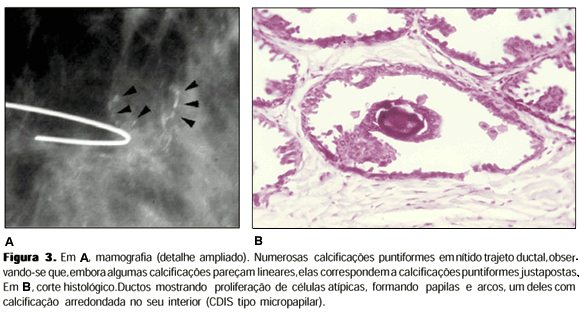 A
B
Figura 3. Em A, mamografia (detalhe ampliado). Numerosas calcificações puntiformes em nítido trajeto ductal, obser-
vando-se que, embora algumas calcificações pareçam lineares, elas correspondem a calcificações puntiformes justapostas.
Em B, corte histológico. Ductos mostrando proliferação de células atípicas, formando papilas e arcos, um deles com
calcificação arredondada no seu interior (CDIS tipo micropapilar).